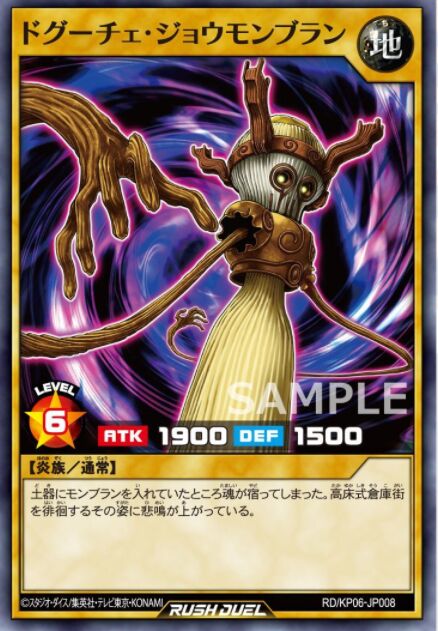 ドグーチェ・ジョウモンブラン
ち
地
SAMPLE
LEVEL
6
ATK 1900 DEF 1500
【炎族／通常】
土器にモンブランを入れていたところ魂が宿ってしまった。高床式倉庫街
を徘徊するその姿に悲鳴が上がっている。
©スタジオ・ダイス/集英社・テレビ東京・KONAMI
RUSH DUEL
RD/KP06-JP008